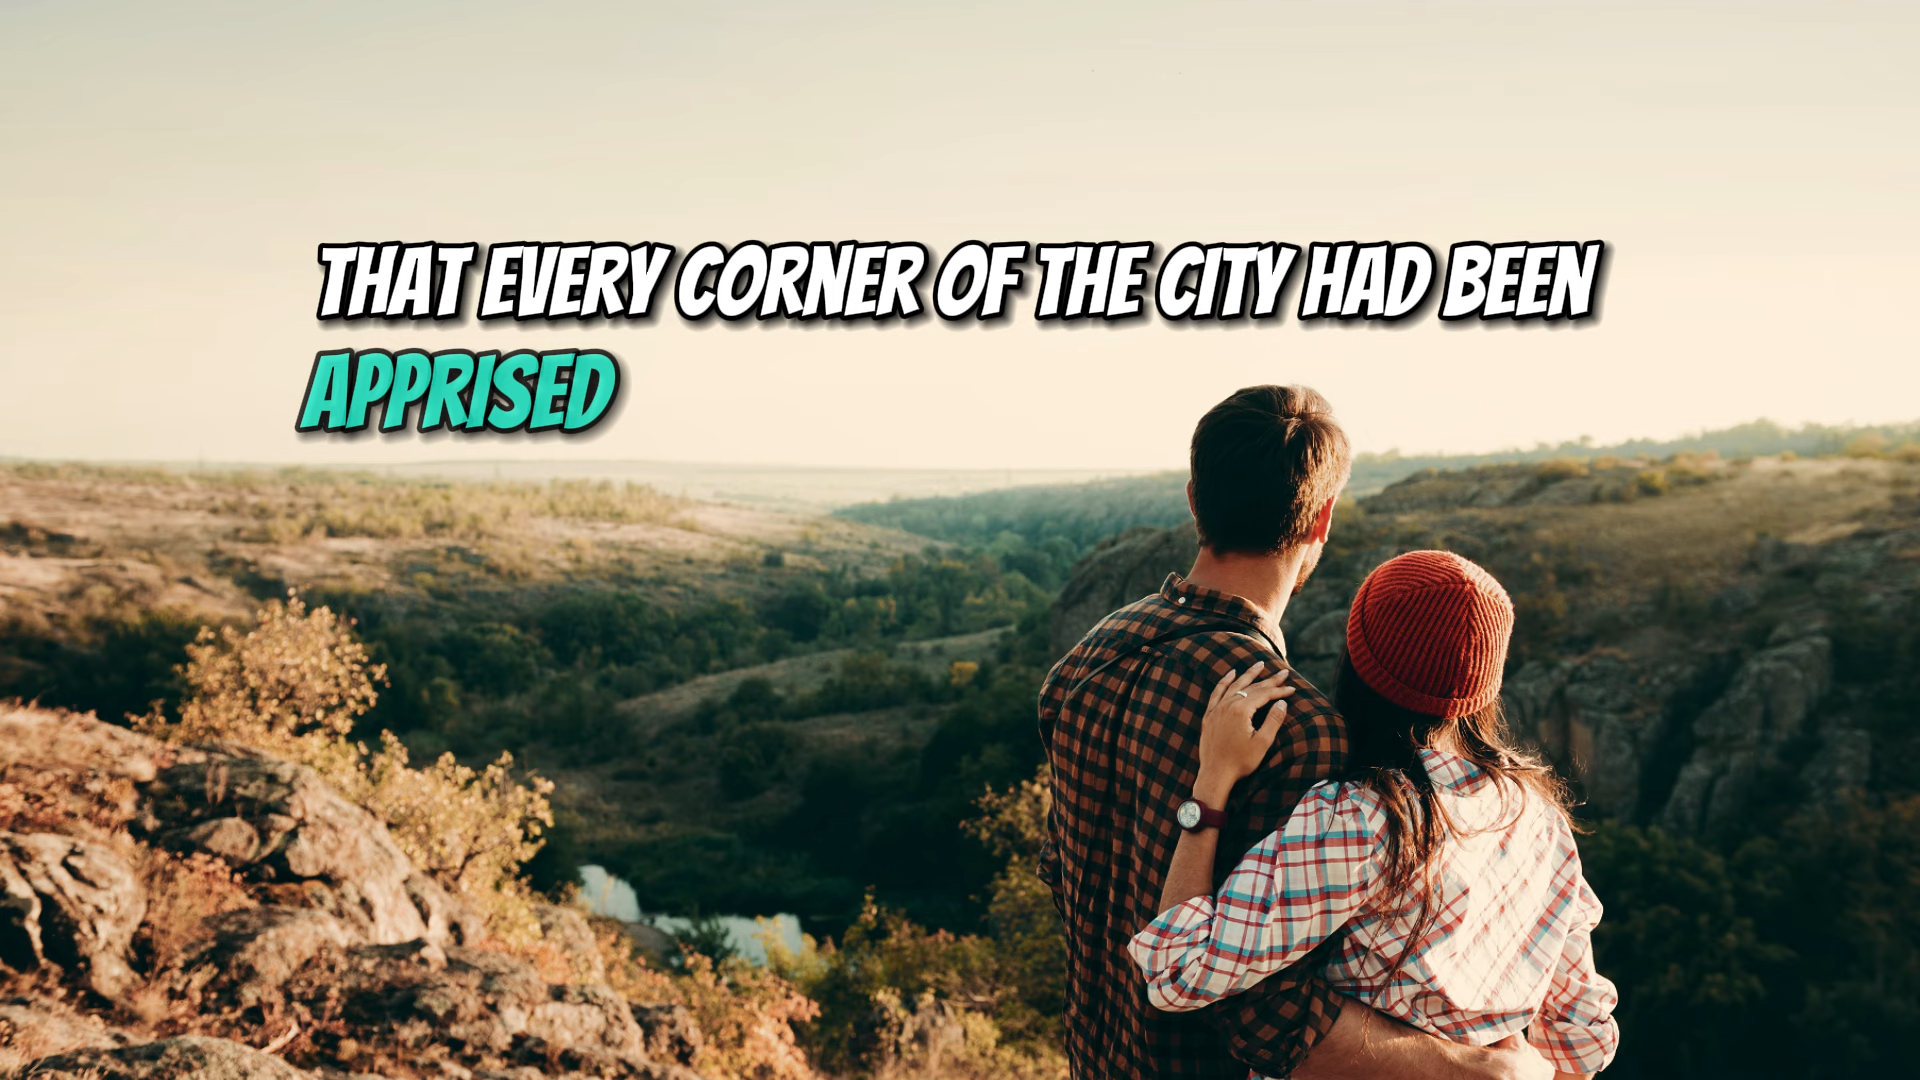 THAT EVERY CORNER OF THE CITY HAD BEEN
APPRISED